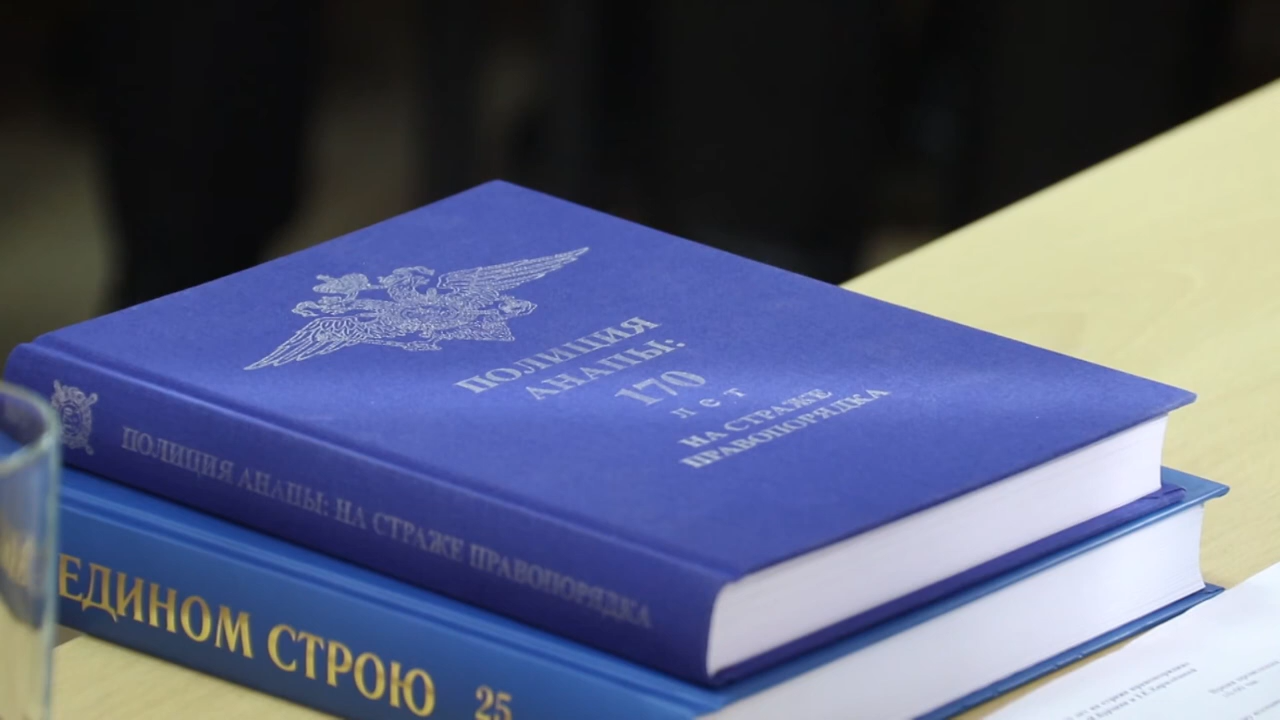 ПОЛИЦИЯ
АНАПЫ:
170
лет
НА СТРАЖЕ
ПРАВОПОРЯДКА
ПОЛИЦИЯ АНАПЫ: НА СТРАЖЕ ПРАВОПОРЯДКА
ЕДИНОМ СТРОЮ 25